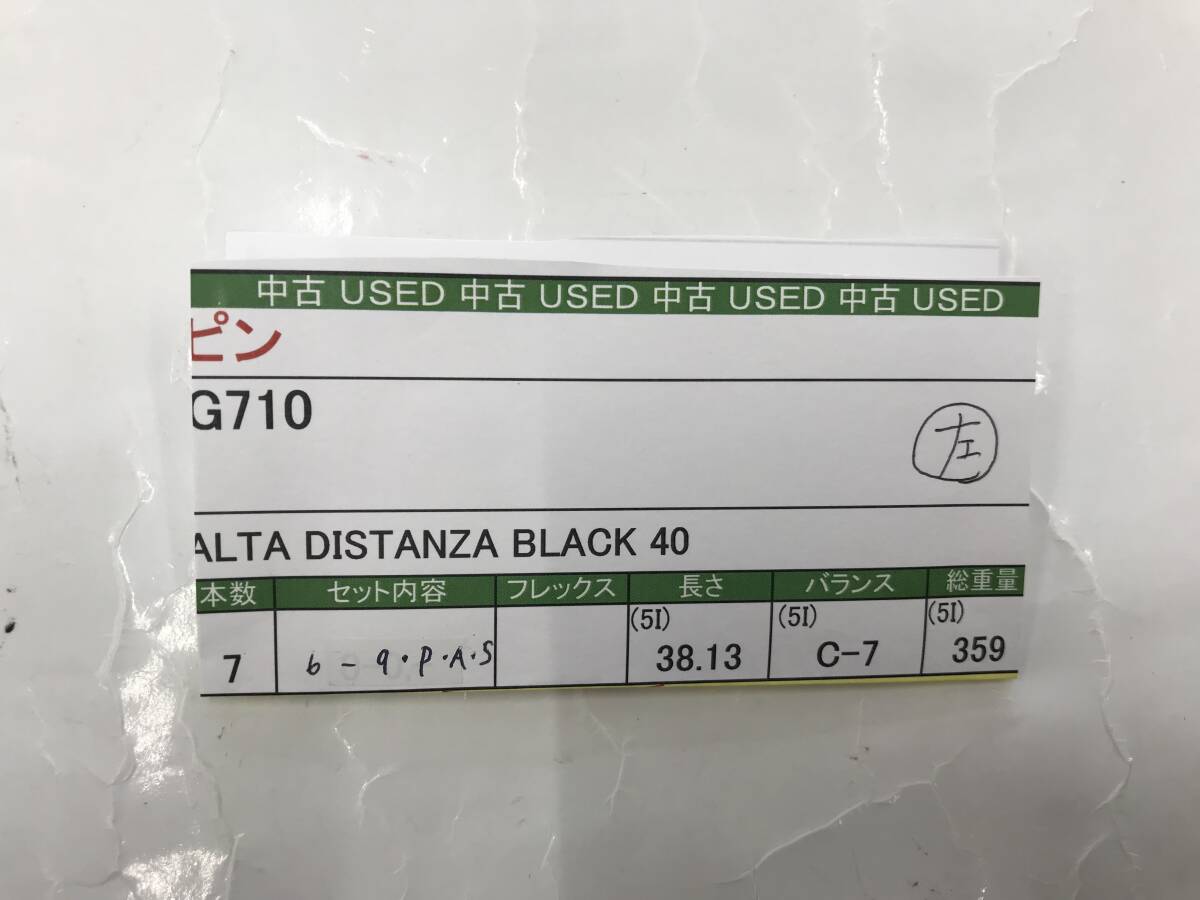 中古 USED 中古 USED 中古 USED 中古 USED
ピン
G710
左
ALTA DISTANZA BLACK 40
本数 セット内容 フレックス 長さ バランス 総重量
(5I) (5I) (5I)
7 6-9・P・A・S 38.13 C-7 359